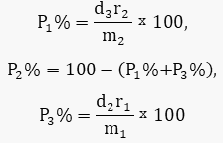 P₁% = d₃r₂/m₂ x 100,
P₂% = 100 − (P₁%+P₃%),
P₃% = d₂r₁/m₁ x 100